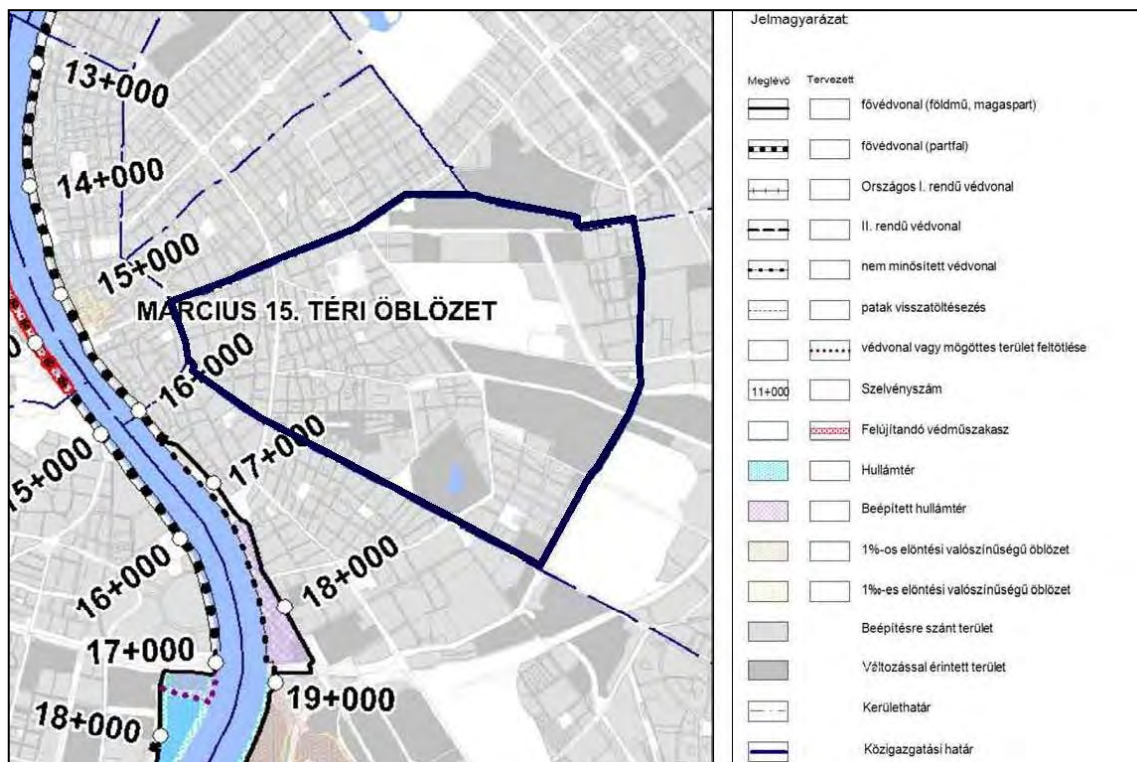 13+000
14+000
15+000
MÁRCIUS 15. TÉRI ÖBLÖZET
16+000
15+000
17+000
16+000
18+000
17+000
19+000
18+000
Jelmagyarázat:
Meglévő Tervezett
fővédvonal (földmű, magaspart)
fővédvonal (partfal)
Országos I. rendű védvonal
II. rendű védvonal
nem minősített védvonal
patak visszatöltésezés
védvonal vagy mögöttes terület feltötlése
11+000 Szelvényszám
Felújítandó védműszakasz
Hullámtér
Beépített hullámtér
1%-os elöntési valószínűségű öblözet
1‰-es elöntési valószínűségű öblözet
Beépítésre szánt terület
Változással érintett terület
Kerülethatár
Közigazgatási határ